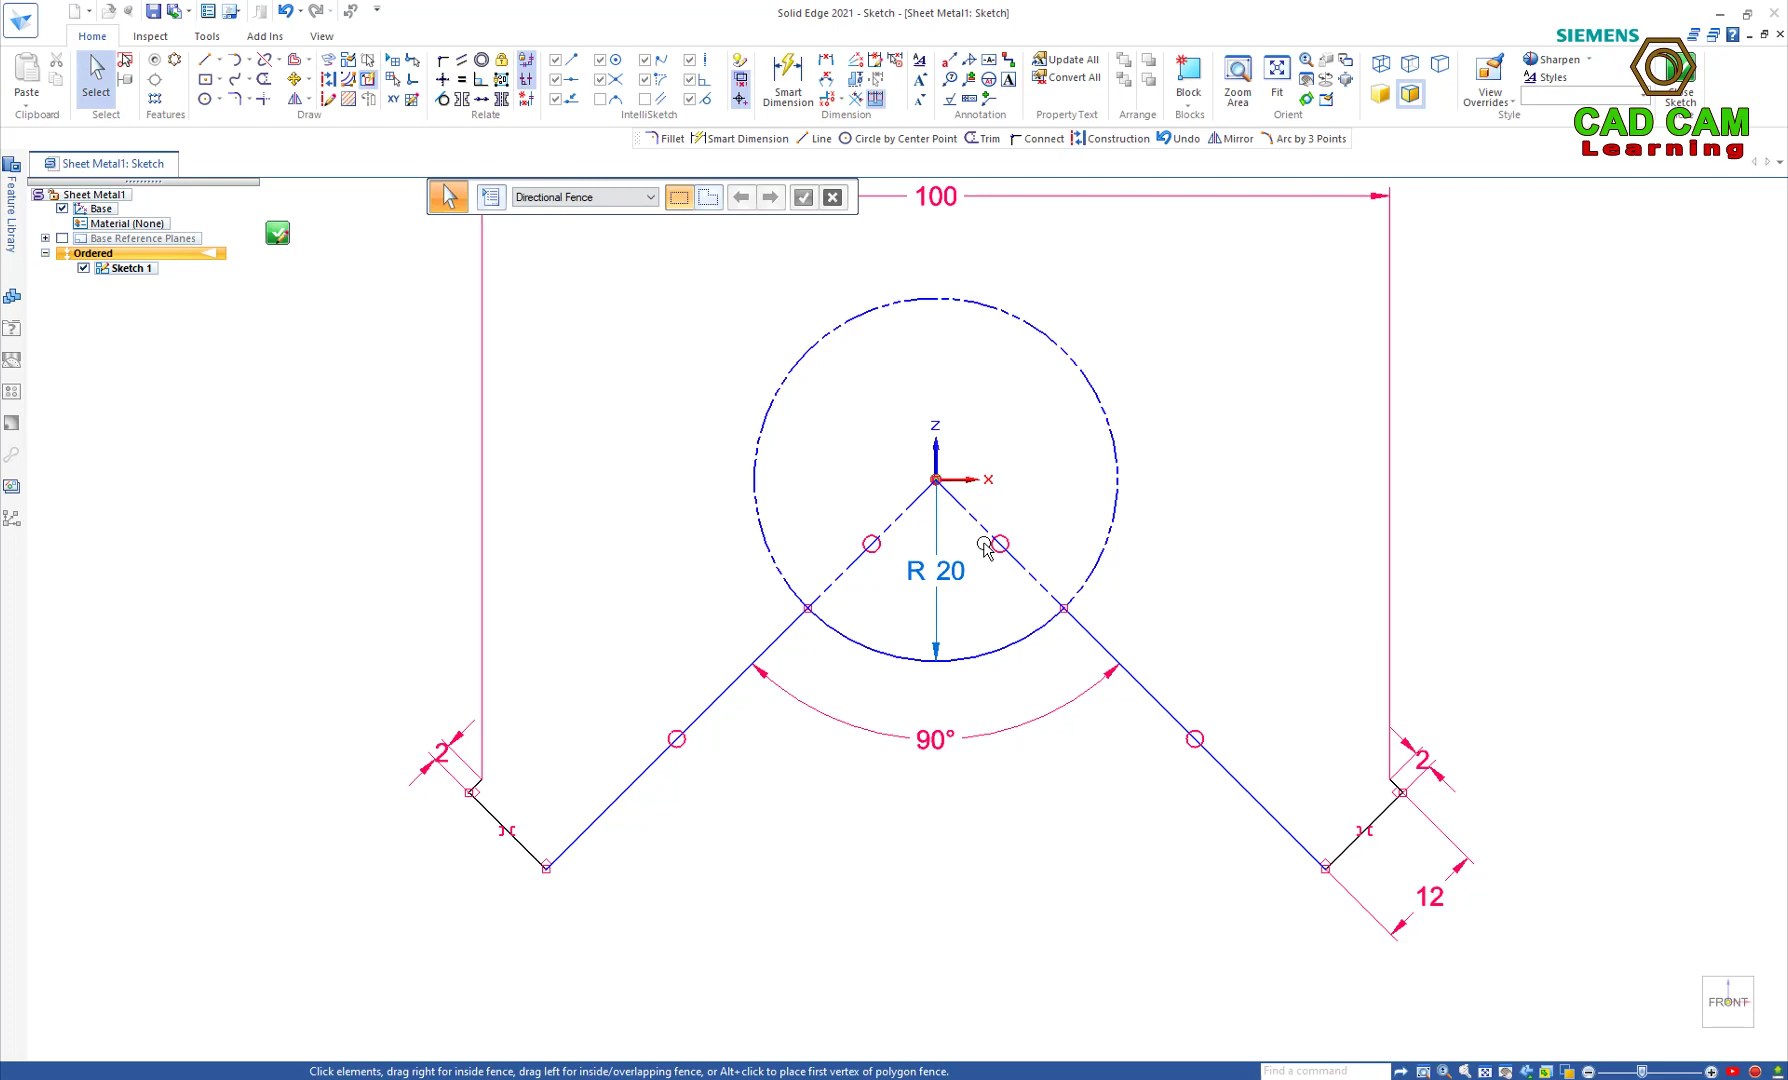 Solid Edge 2021 - Sketch - [Sheet Metal1: Sketch]
Home
Inspect
Tools
Add Ins
View
SIEMENS
Paste
Select
Smart
Dimension
Update All
Convert All
Block
Zoom
Area
Fit
View
Overrides
Sharpen
Styles
Close
Sketch
Clipboard
Select
Features
Draw
Relate
IntelliSketch
Dimension
Annotation
Property Text
Arrange
Blocks
Orient
Style
CAD CAM
Learning
Fillet
Smart Dimension
Line
Circle by Center Point
Trim
Connect
Construction
Undo
Mirror
Arc by 3 Points
Sheet Metal1: Sketch
Feature Library
Sheet Metal1
Base
Material (None)
Base Reference Planes
Ordered
Sketch 1
Directional Fence
100
Z
X
R 20
90°
2
2
12
FRONT
Click elements, drag right for inside fence, drag left for inside/overlapping fence, or Alt+click to place first vertex of polygon fence.
Find a command